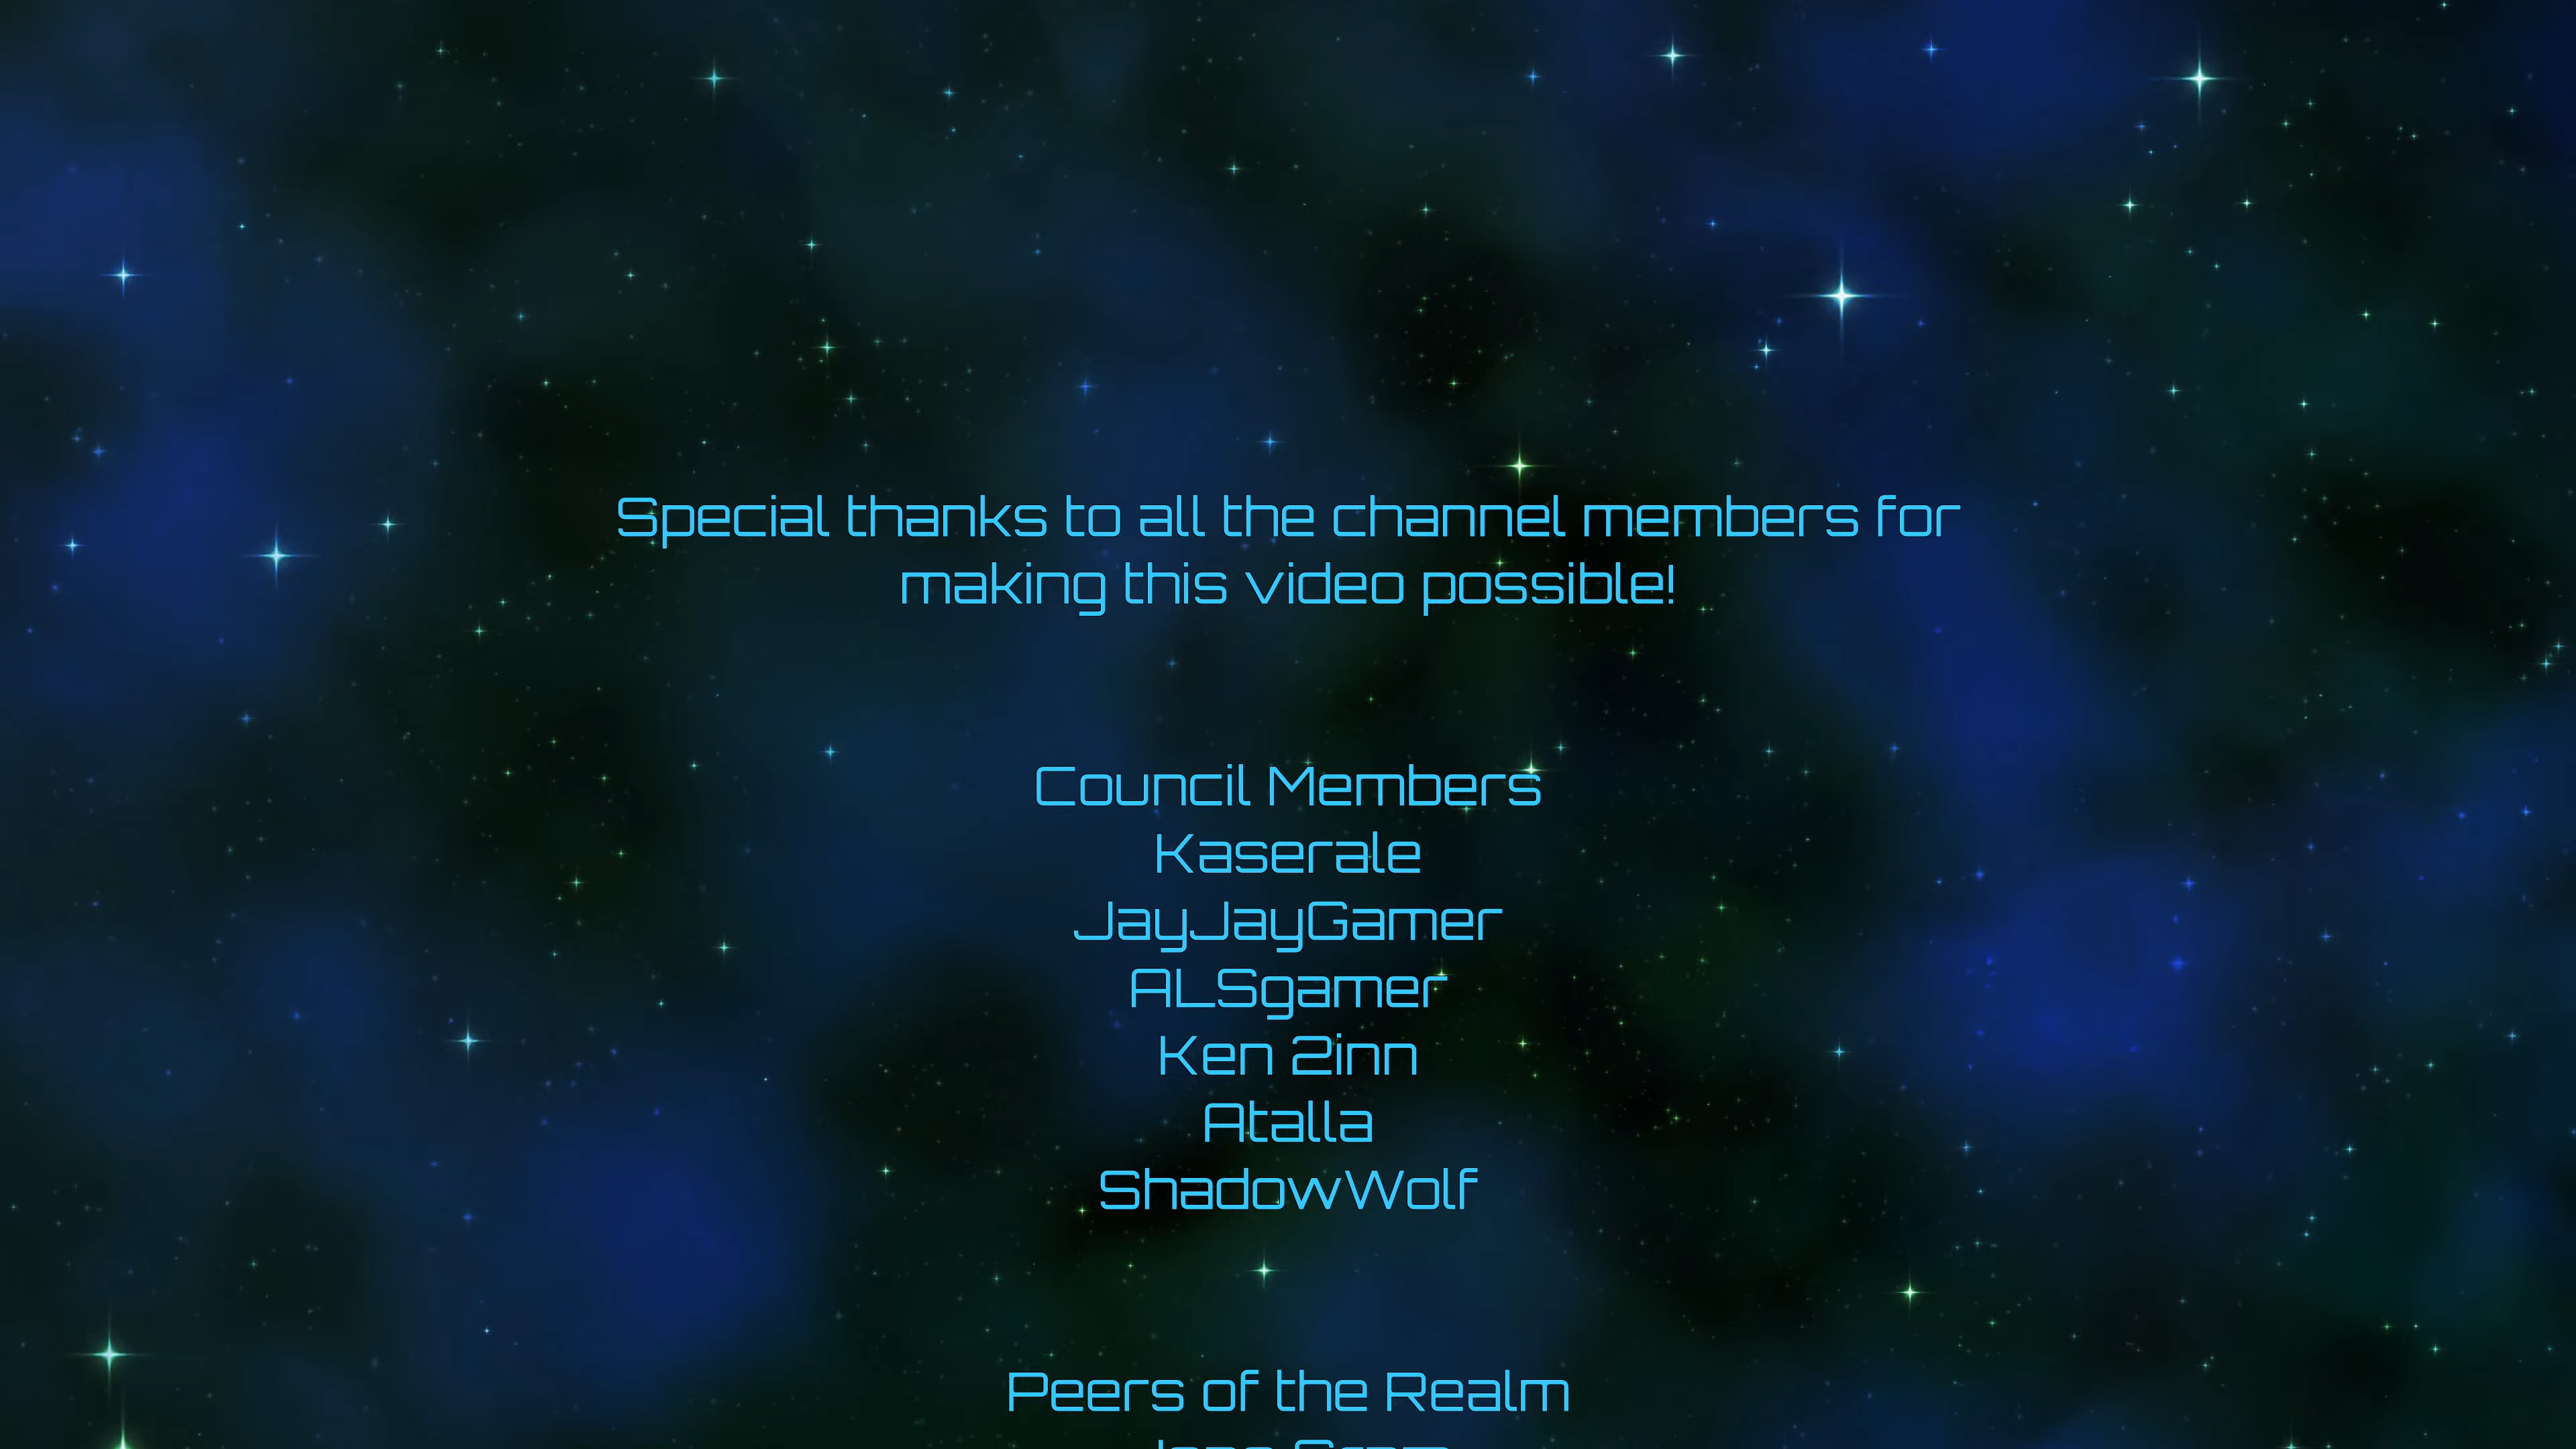 Special thanks to all the channel members for
making this video possible!
Council Members
Kaserale
JayJayGamer
ALSgamer
Ken 2inn
Atalla
ShadowWolf
Peers of the Realm